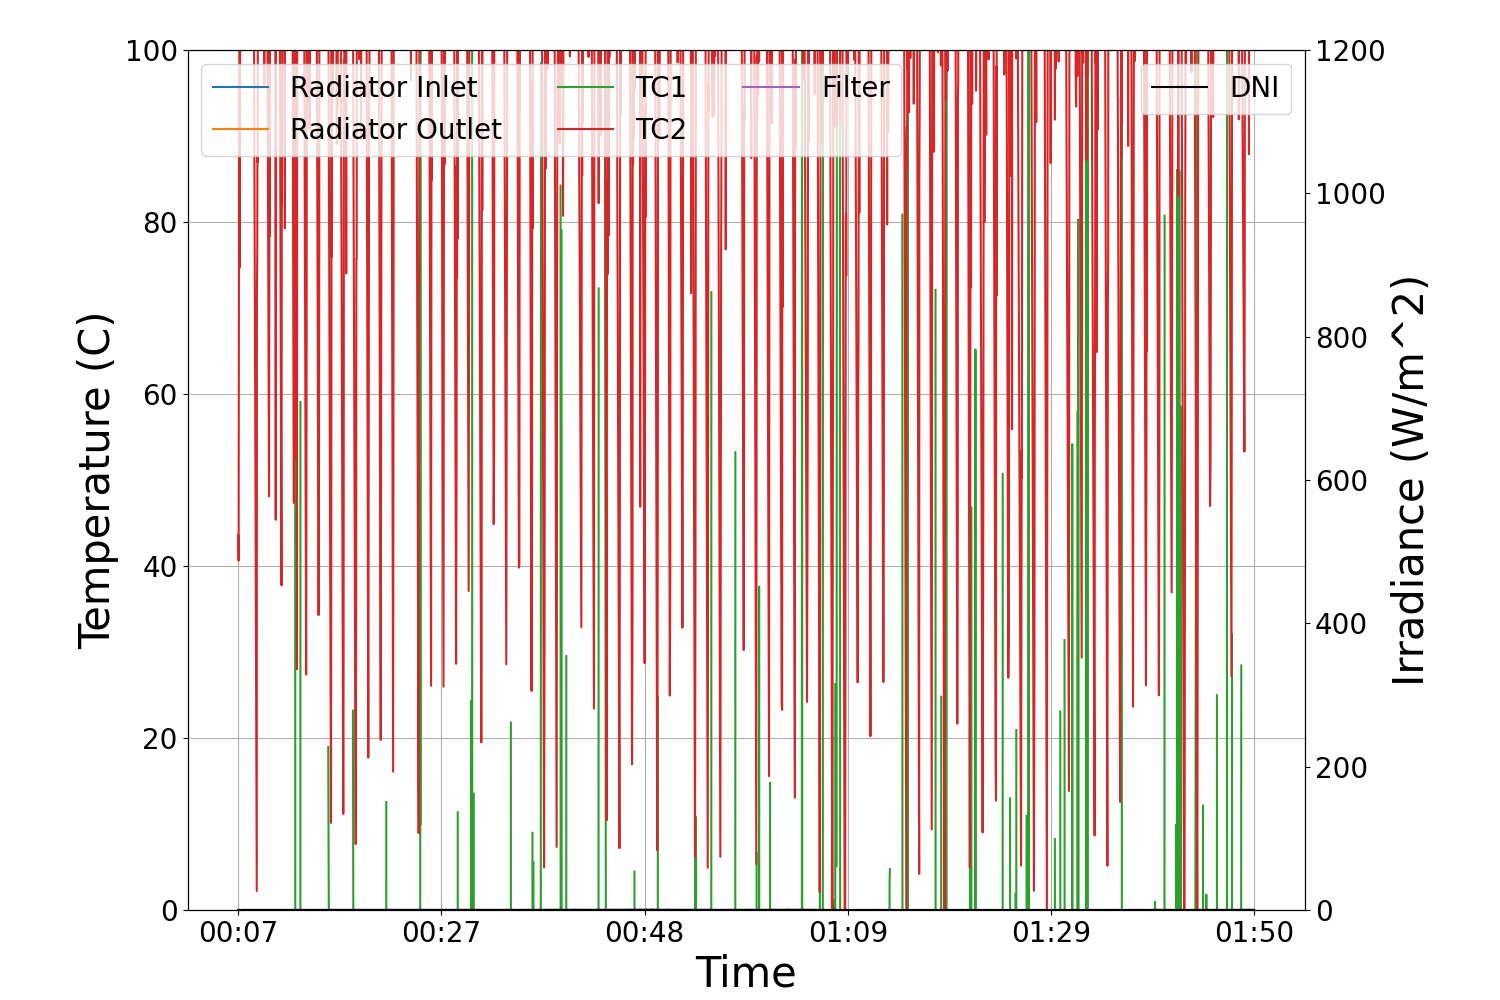 100
80
60
40
20
0
Temperature (C)
Radiator Inlet
Radiator Outlet
TC1
TC2
Filter
DNI
1200
1000
800
600
400
200
0
Irradiance (W/m^2)
00:07 00:27 00:48 01:09 01:29 01:50
Time